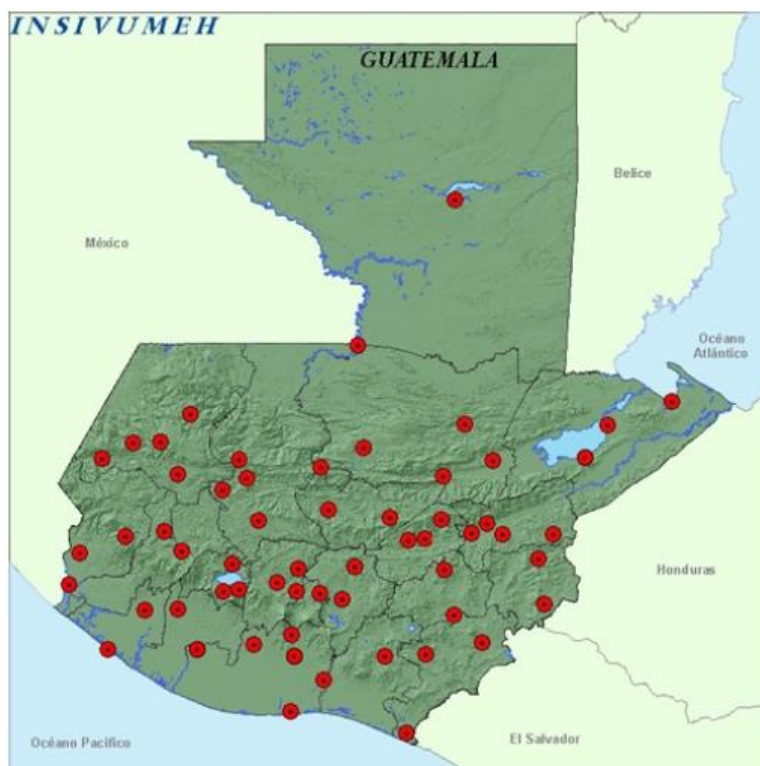 INSIVUMEH
GUATEMALA
Belice
México
Océano
Atlántico
Honduras
Océano Pacífico
El Salvador